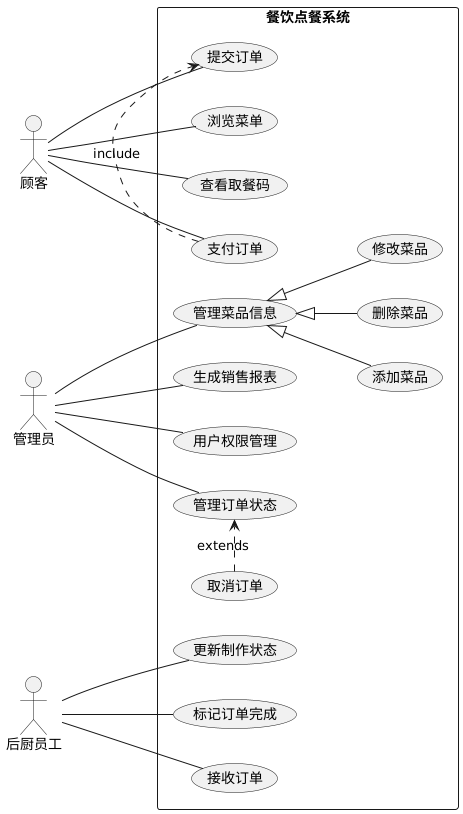 餐饮点餐系统
提交订单
浏览菜单
include
顾客
查看取餐码
支付订单
修改菜品
管理菜品信息
删除菜品
生成销售报表
添加菜品
管理员
用户权限管理
管理订单状态
extends
取消订单
更新制作状态
标记订单完成
后厨员工
接收订单